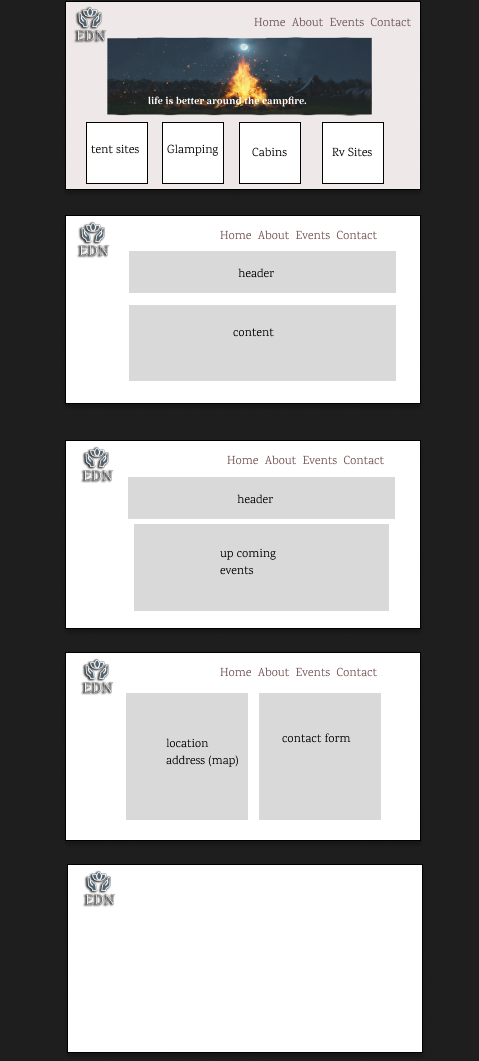 EDN
Home About Events Contact
life is better around the campfire.
tent sites
Glamping
Cabins
Rv Sites
EDN
Home About Events Contact
header
content
EDN
Home About Events Contact
header
up coming
events
EDN
Home About Events Contact
location
address (map)
contact form
EDN